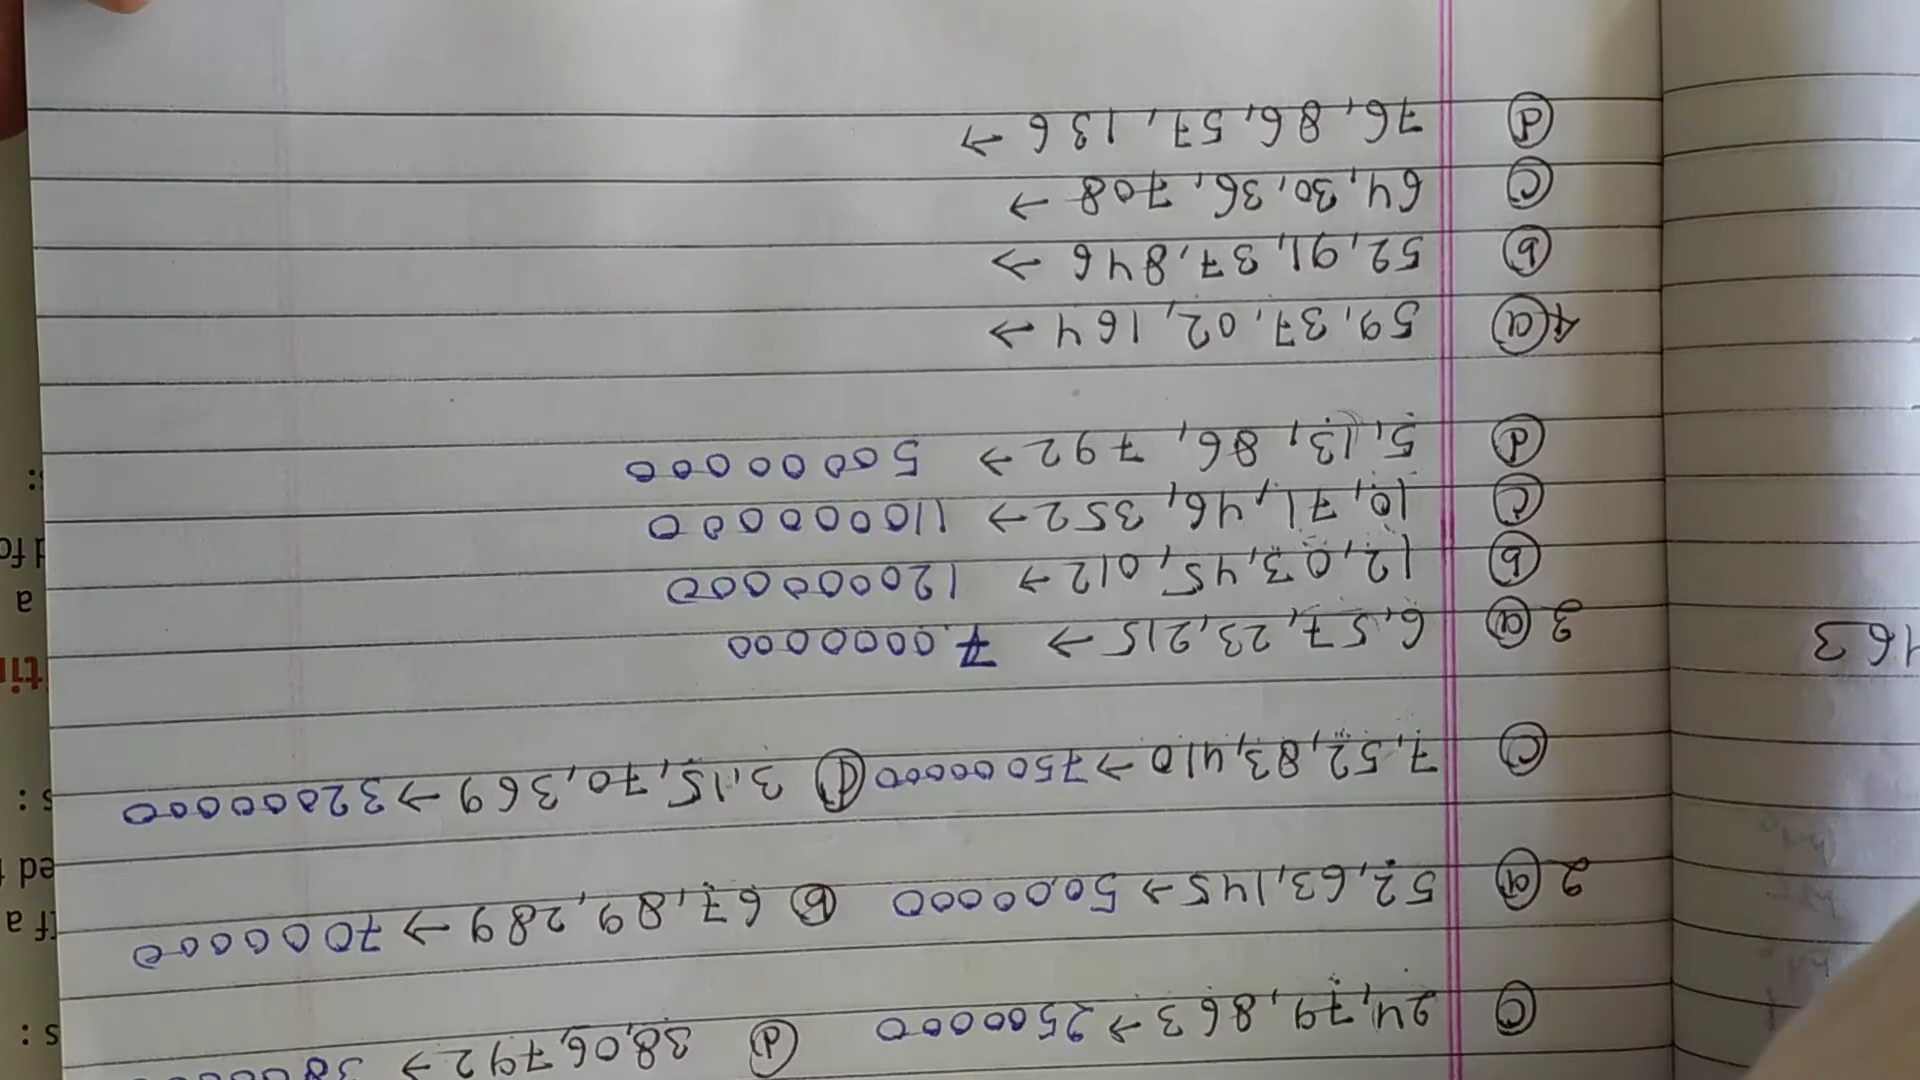 (c) 24,79,863 → 2500000 (d) 38,06,792 →
2 (a) 52,63,145 → 50,00000 (b) 67,89,289 → 7000000
(c) 7,52,83,410 → 75000000 (d) 3,15,70,369 → 32000000
3 (a) 6,57,23,215 → 70000000
(b) 12,03,45,012 → 120000000
(c) 10,71,46,352 → 110000000
(d) 5,13,86,792 → 50000000
4 (a) 59,37,02,164 →
(b) 52,91,37,846 →
(c) 64,30,36,708 →
(d) 76,86,57,136 →